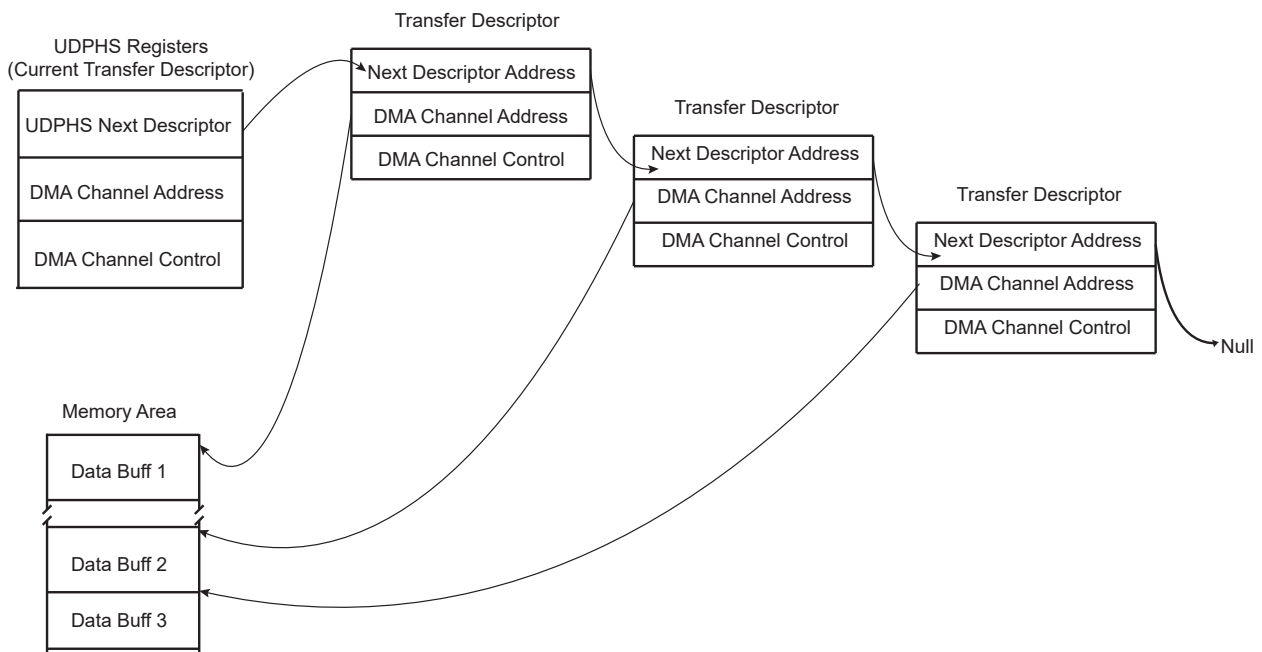 UDPHS Registers
(Current Transfer Descriptor)
UDPHS Next Descriptor
DMA Channel Address
DMA Channel Control
Transfer Descriptor
Next Descriptor Address
DMA Channel Address
DMA Channel Control
Transfer Descriptor
Next Descriptor Address
DMA Channel Address
DMA Channel Control
Transfer Descriptor
Next Descriptor Address
DMA Channel Address
DMA Channel Control
Null
Memory Area
Data Buff 1
Data Buff 2
Data Buff 3